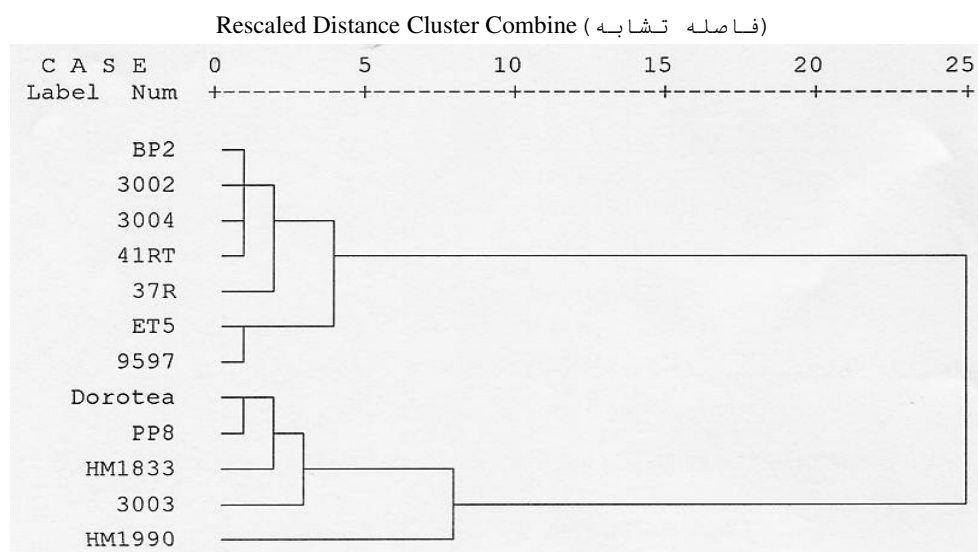 Rescaled Distance Cluster Combine (فاصله تشابه)
C A S E 0 5 10 15 20 25
Label Num +---------+---------+---------+---------+---------+
BP2
3002
3004
41RT
37R
ET5
9597
Dorotea
PP8
HM1833
3003
HM1990